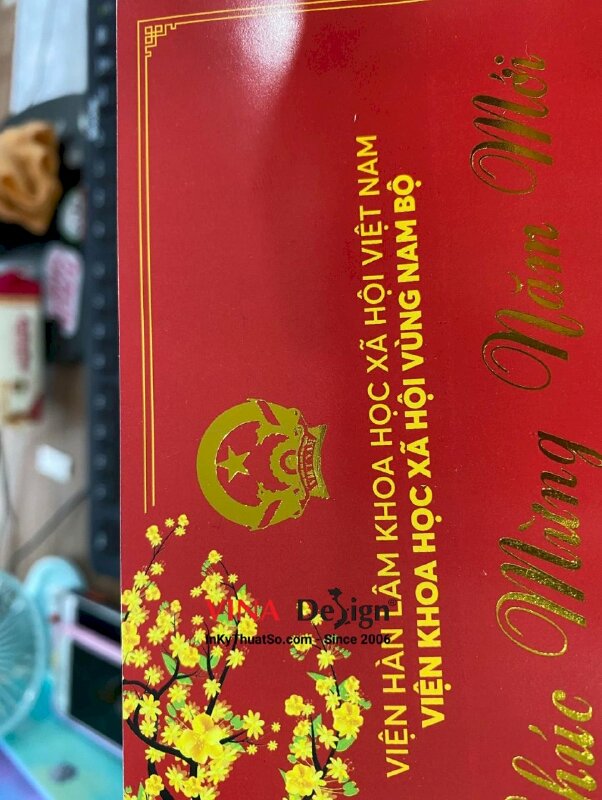 VIỆN HÀN LÂM KHOA HỌC XÃ HỘI VIỆT NAM
VIỆN KHOA HỌC XÃ HỘI VÙNG NAM BỘ
Chúc Mừng Năm Mới
VINA Design®
InKyThuatSo.com - Since 2006